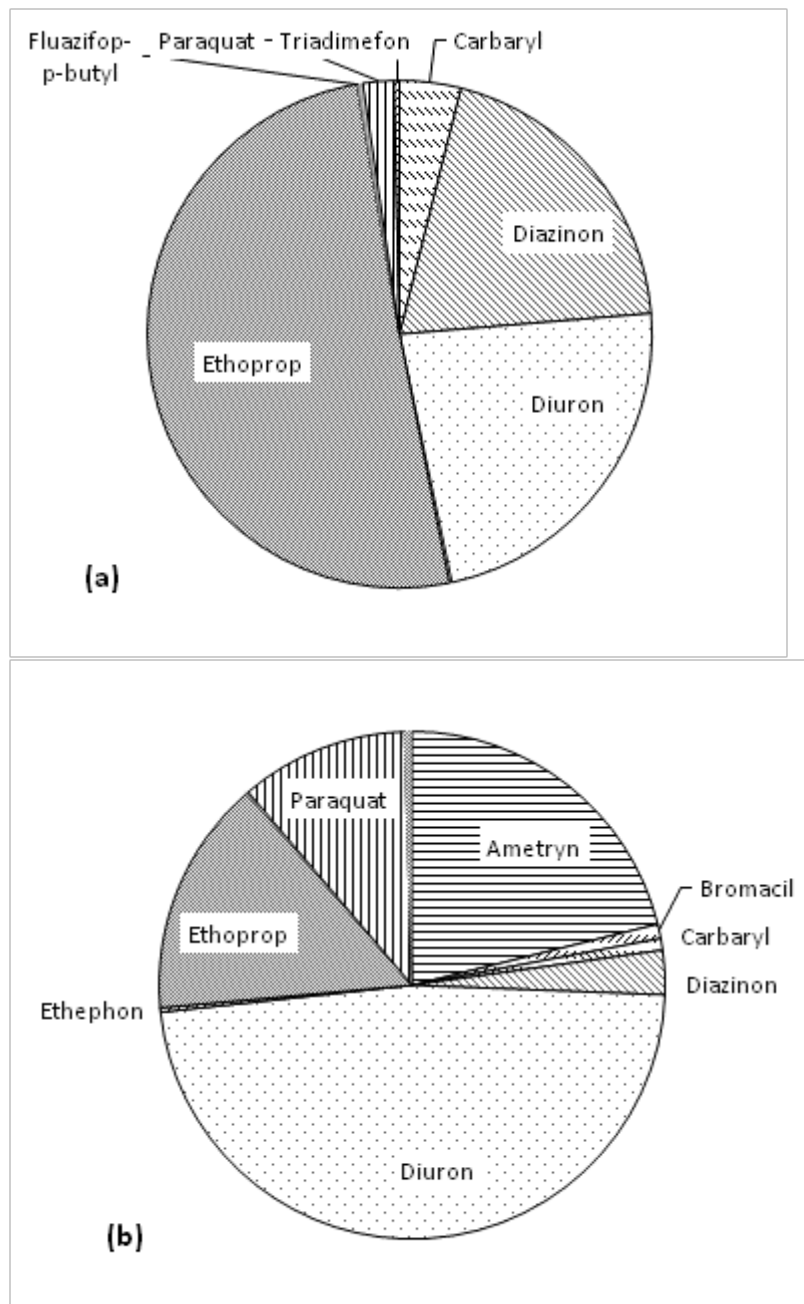 Fluazifop- Paraquat - Triadimefon Carbaryl
p-butyl
Diazinon
Ethoprop
Diuron
(a)
Paraquat
Ametryn
Bromacil
Ethoprop
Carbaryl
Diazinon
Ethephon
Diuron
(b)